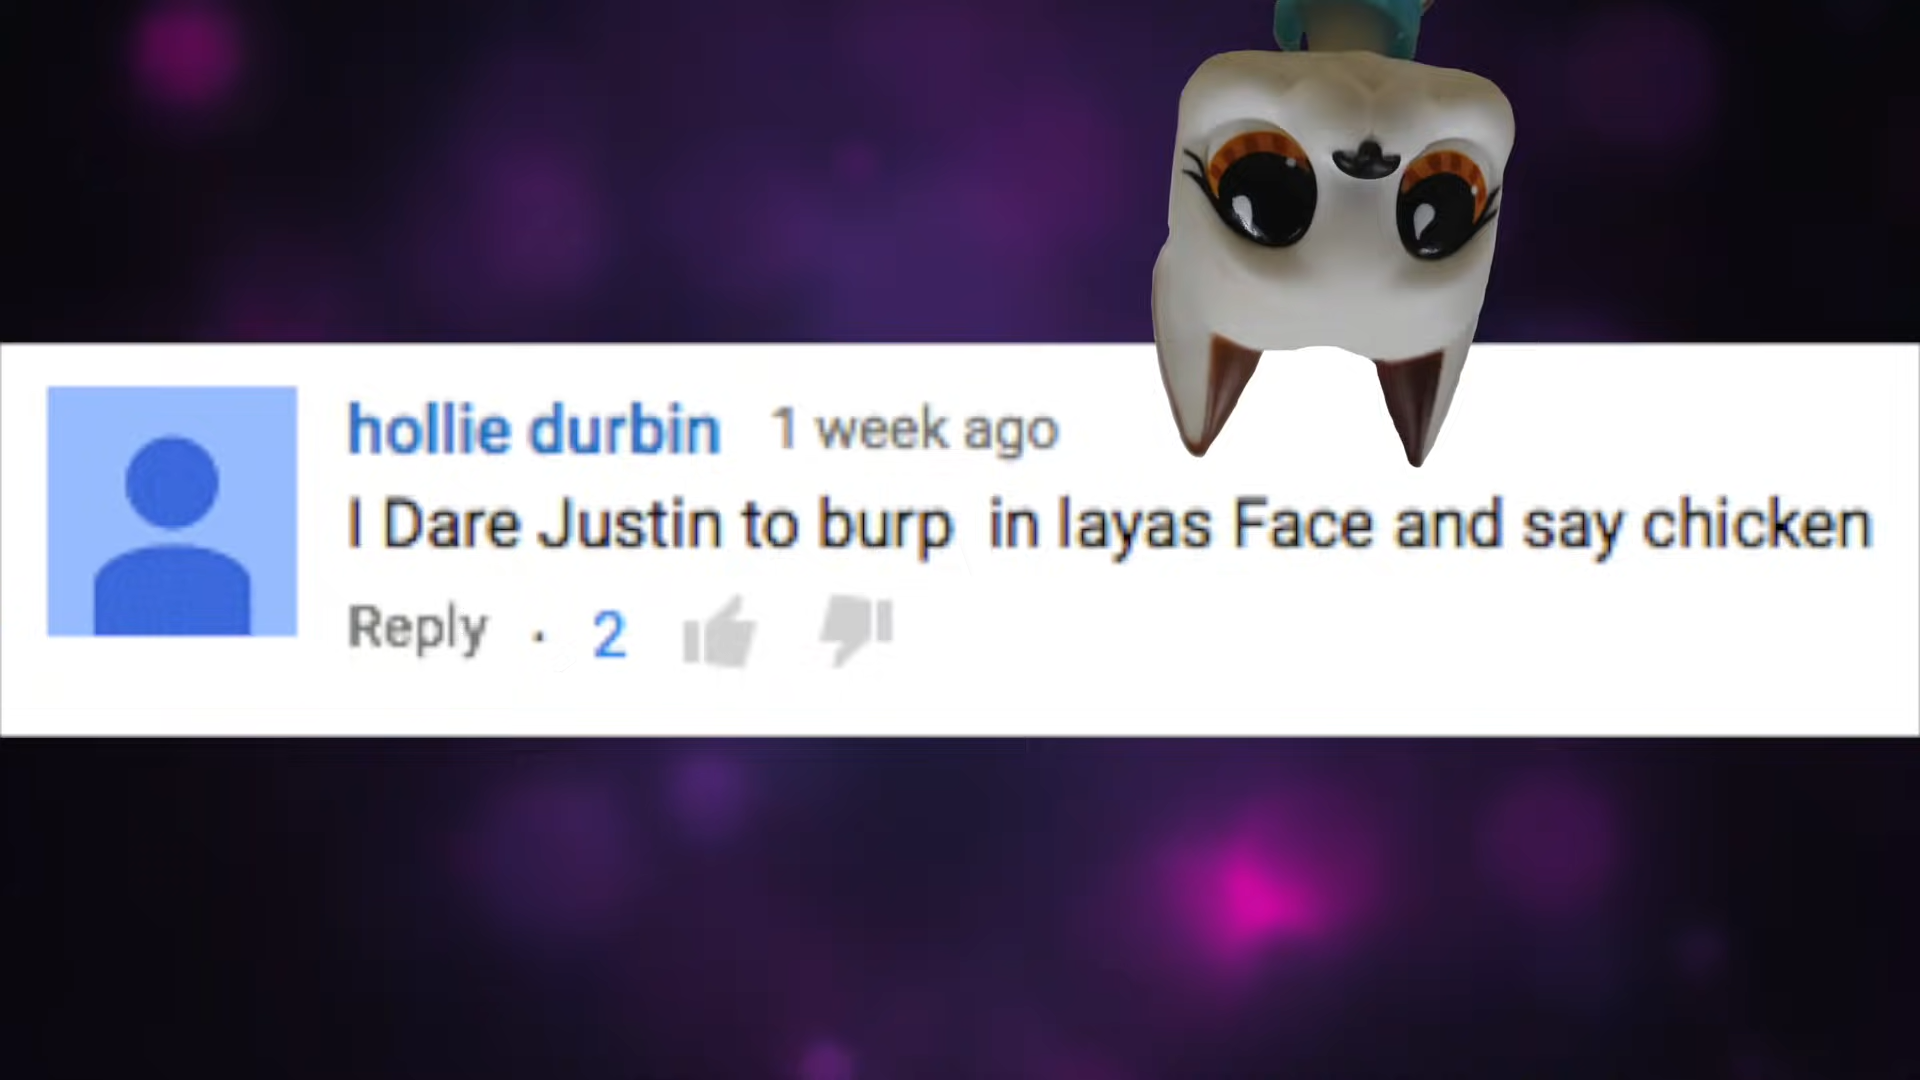 hollie durbin 1 week ago
I Dare Justin to burp  in layas Face and say chicken
Reply · 2